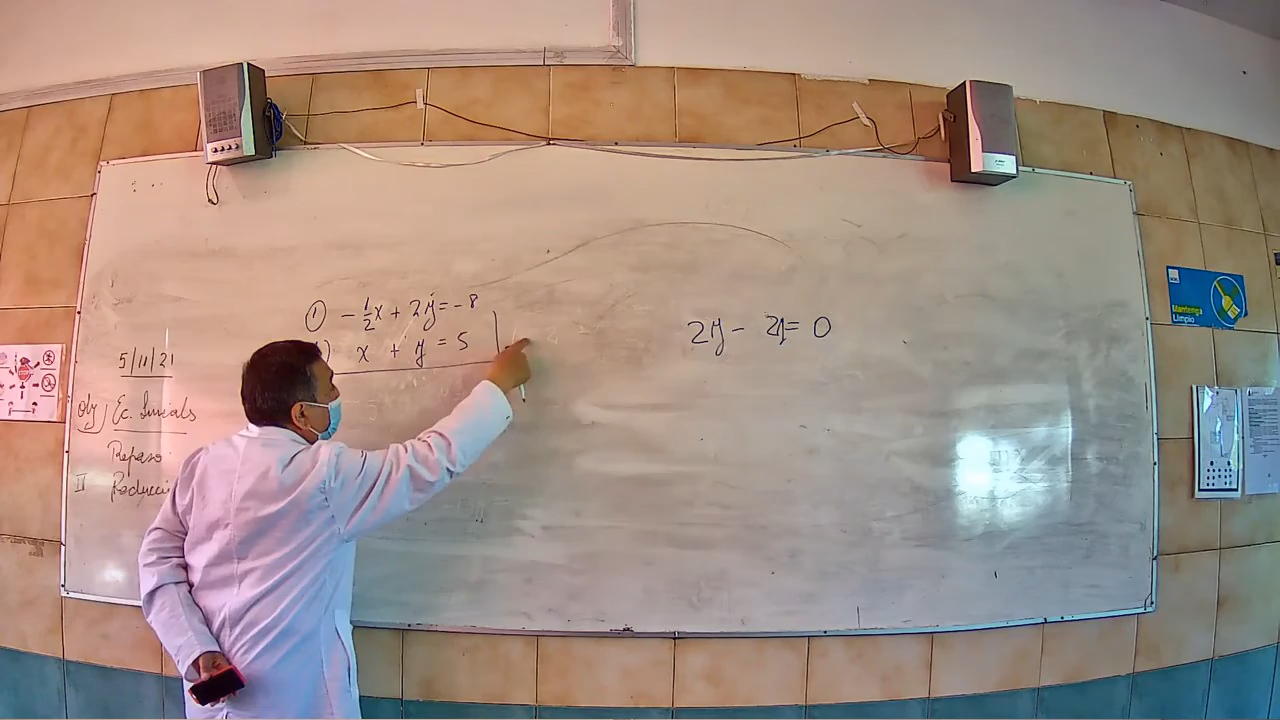 ① - 1/2 x + 2y = -8
x + y = 5
2y - 2y = 0
5/11/21
Obj) Ec. Lineales
Repaso
II Reducci
Mantenga
Limpio